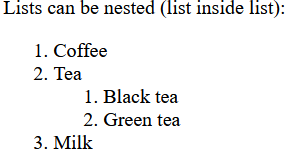 Lists can be nested (list inside list):
1. Coffee
2. Tea
1. Black tea
2. Green tea
3. Milk